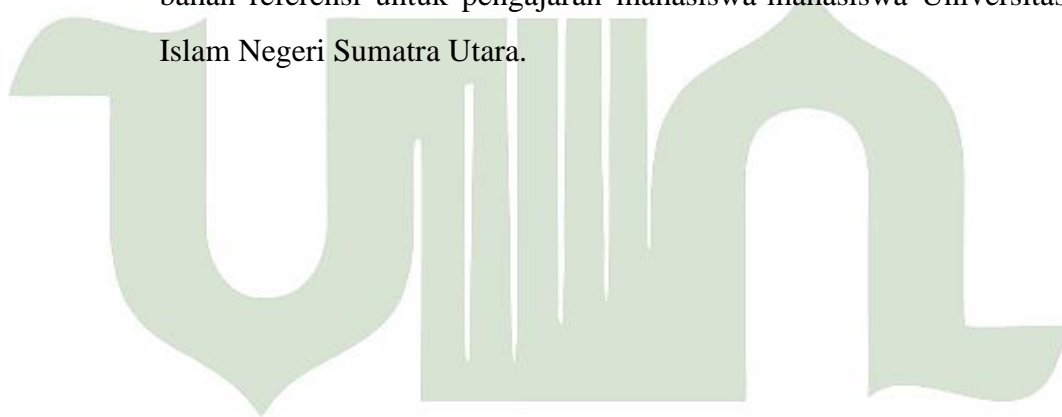 bahan referensi untuk pengajaran mahasiswa-mahasiswa Universitas
Islam Negeri Sumatra Utara.